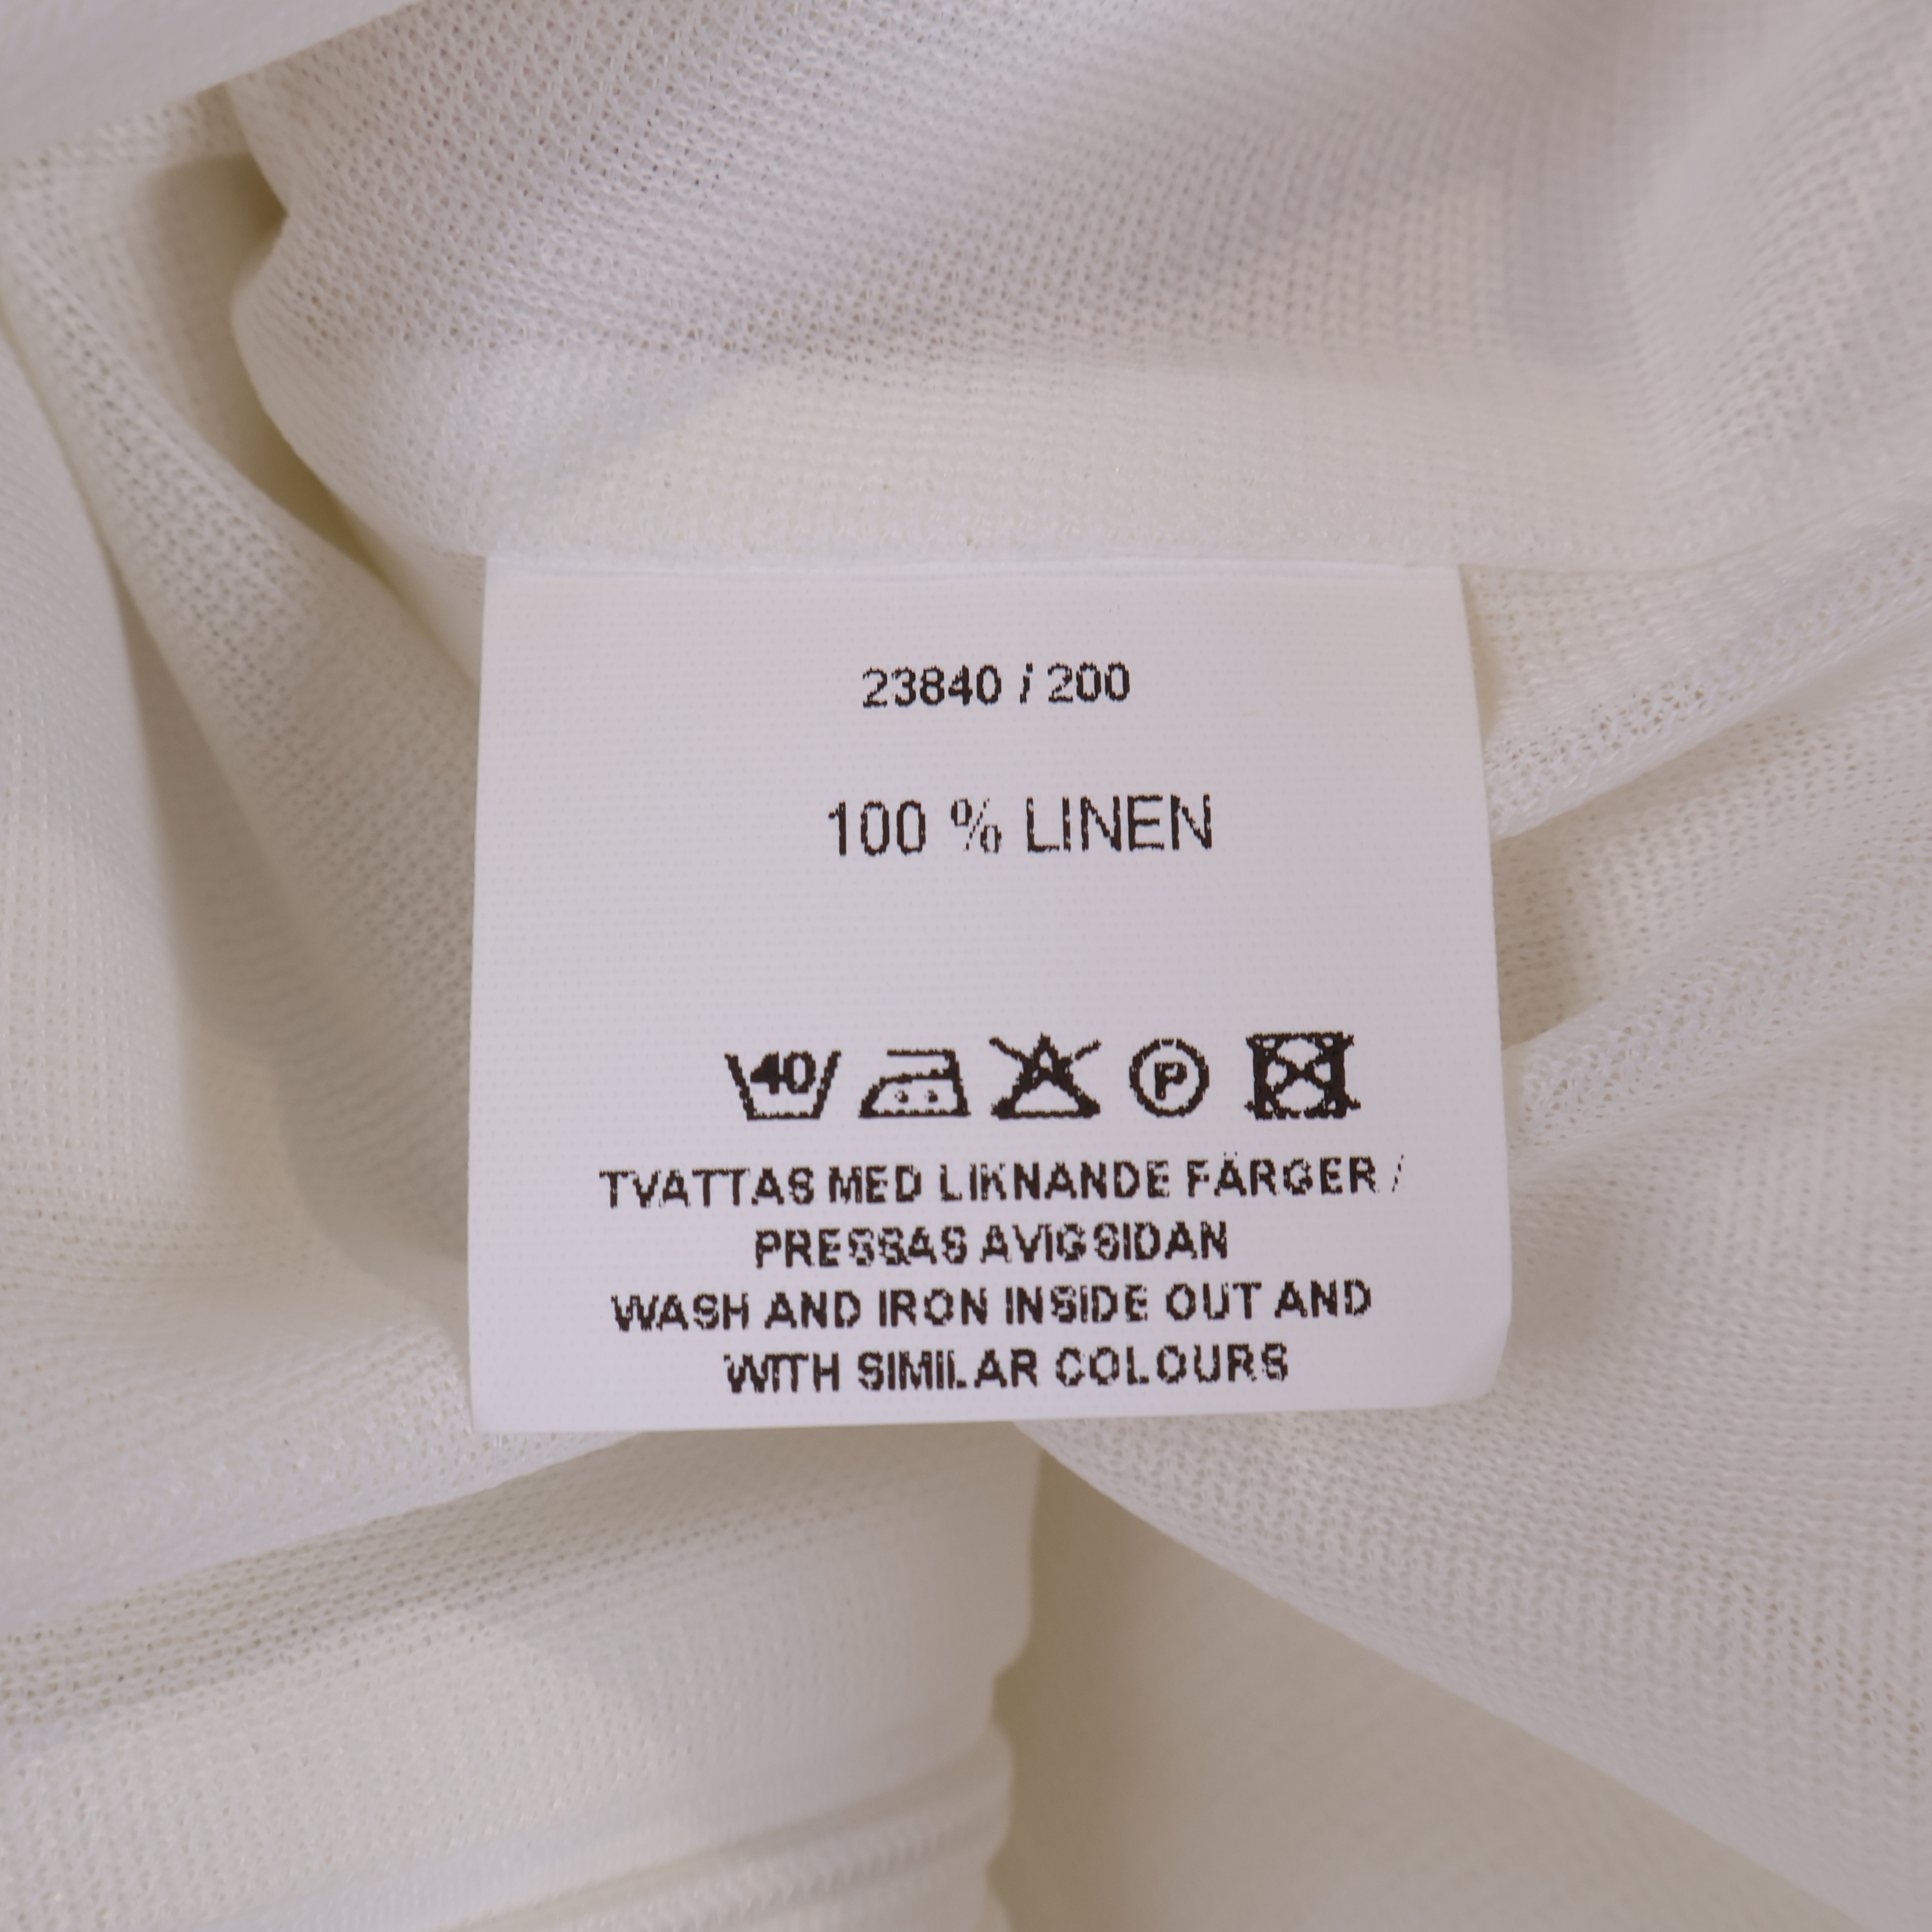 23840 / 200
100 % LINEN
40 P
TVATTAS MED LIKNANDE FÄRGER /
PRESSAS AVIGSIDAN
WASH AND IRON INSIDE OUT AND
WITH SIMILAR COLOURS